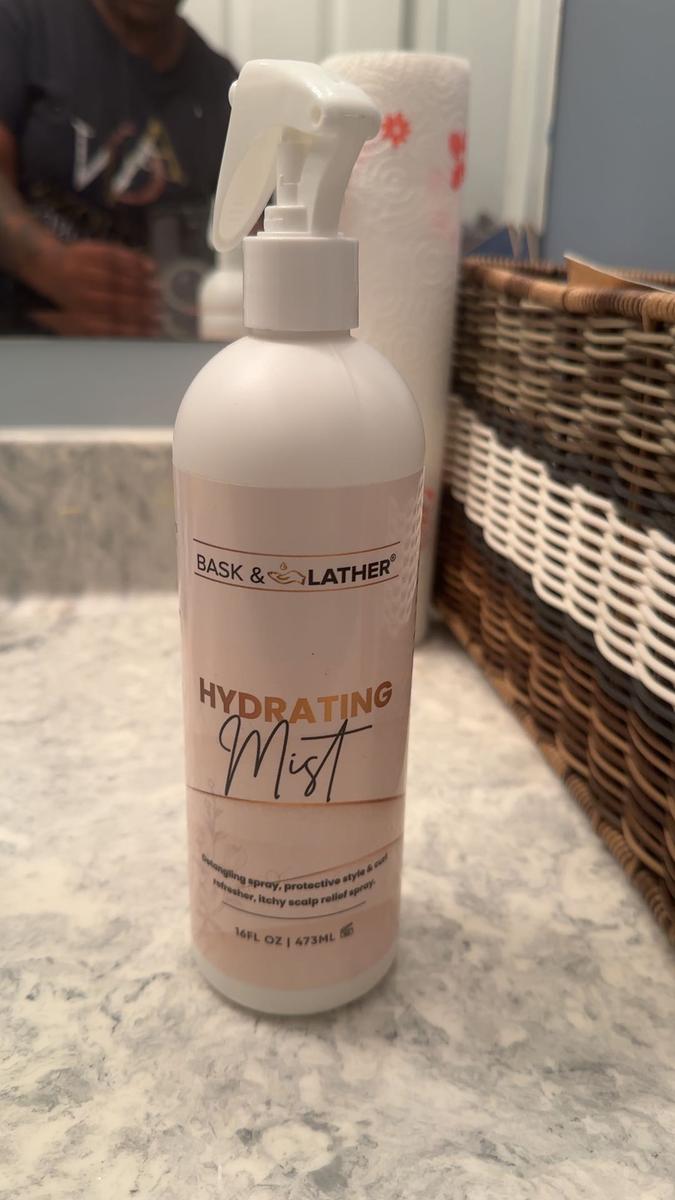 BASK & LATHER®
HYDRATING
Mist
Detangling spray, protective style & curl
refresher, itchy scalp relief spray.
16FL OZ | 473ML